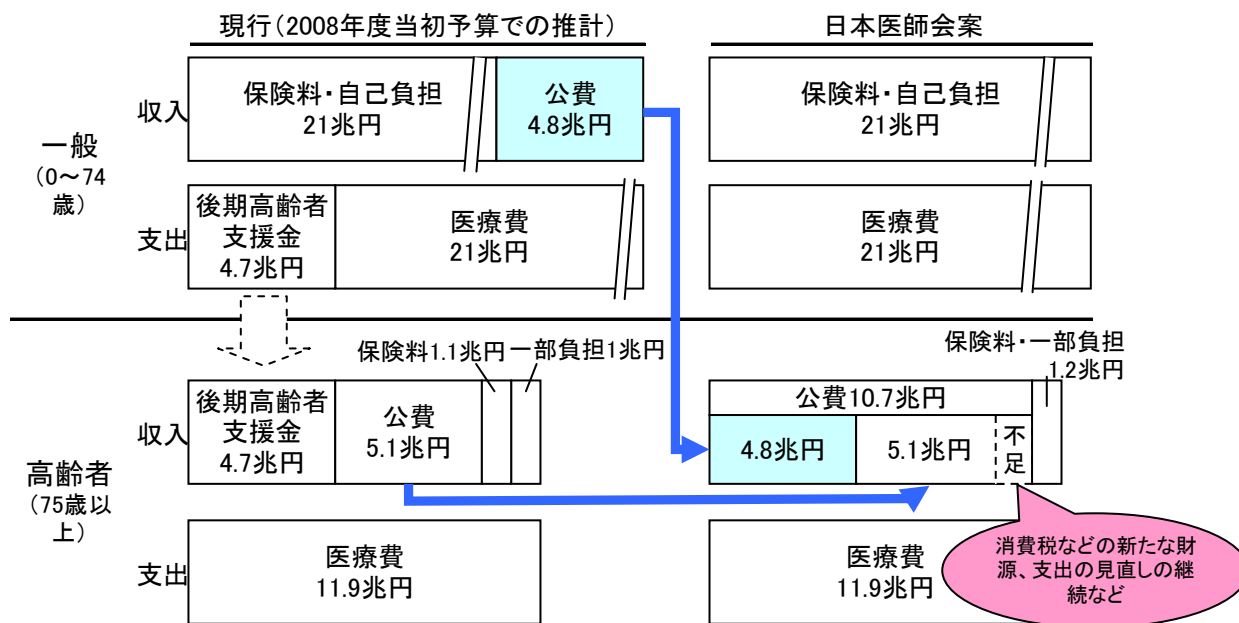 現行(2008年度当初予算での推計)
日本医師会案
一般
(0~74
歳)
収入
保険料・自己負担
21兆円
公費
4.8兆円
保険料・自己負担
21兆円
支出
後期高齢者
支援金
4.7兆円
医療費
21兆円
医療費
21兆円
高齢者
(75歳以
上)
保険料1.1兆円
一部負担1兆円
保険料・一部負担
1.2兆円
収入
後期高齢者
支援金
4.7兆円
公費
5.1兆円
公費10.7兆円
4.8兆円
5.1兆円
不
足
支出
医療費
11.9兆円
医療費
11.9兆円
消費税などの新たな財
源、支出の見直しの継
続など